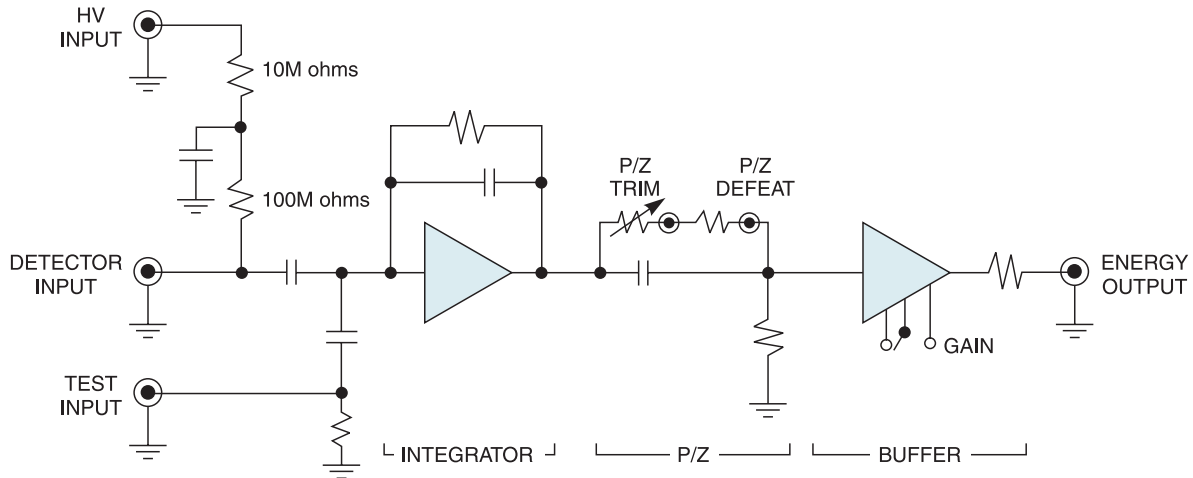 HV
INPUT
10M ohms
100M ohms
P/Z
TRIM
P/Z
DEFEAT
DETECTOR
INPUT
ENERGY
OUTPUT
GAIN
TEST
INPUT
INTEGRATOR
P/Z
BUFFER